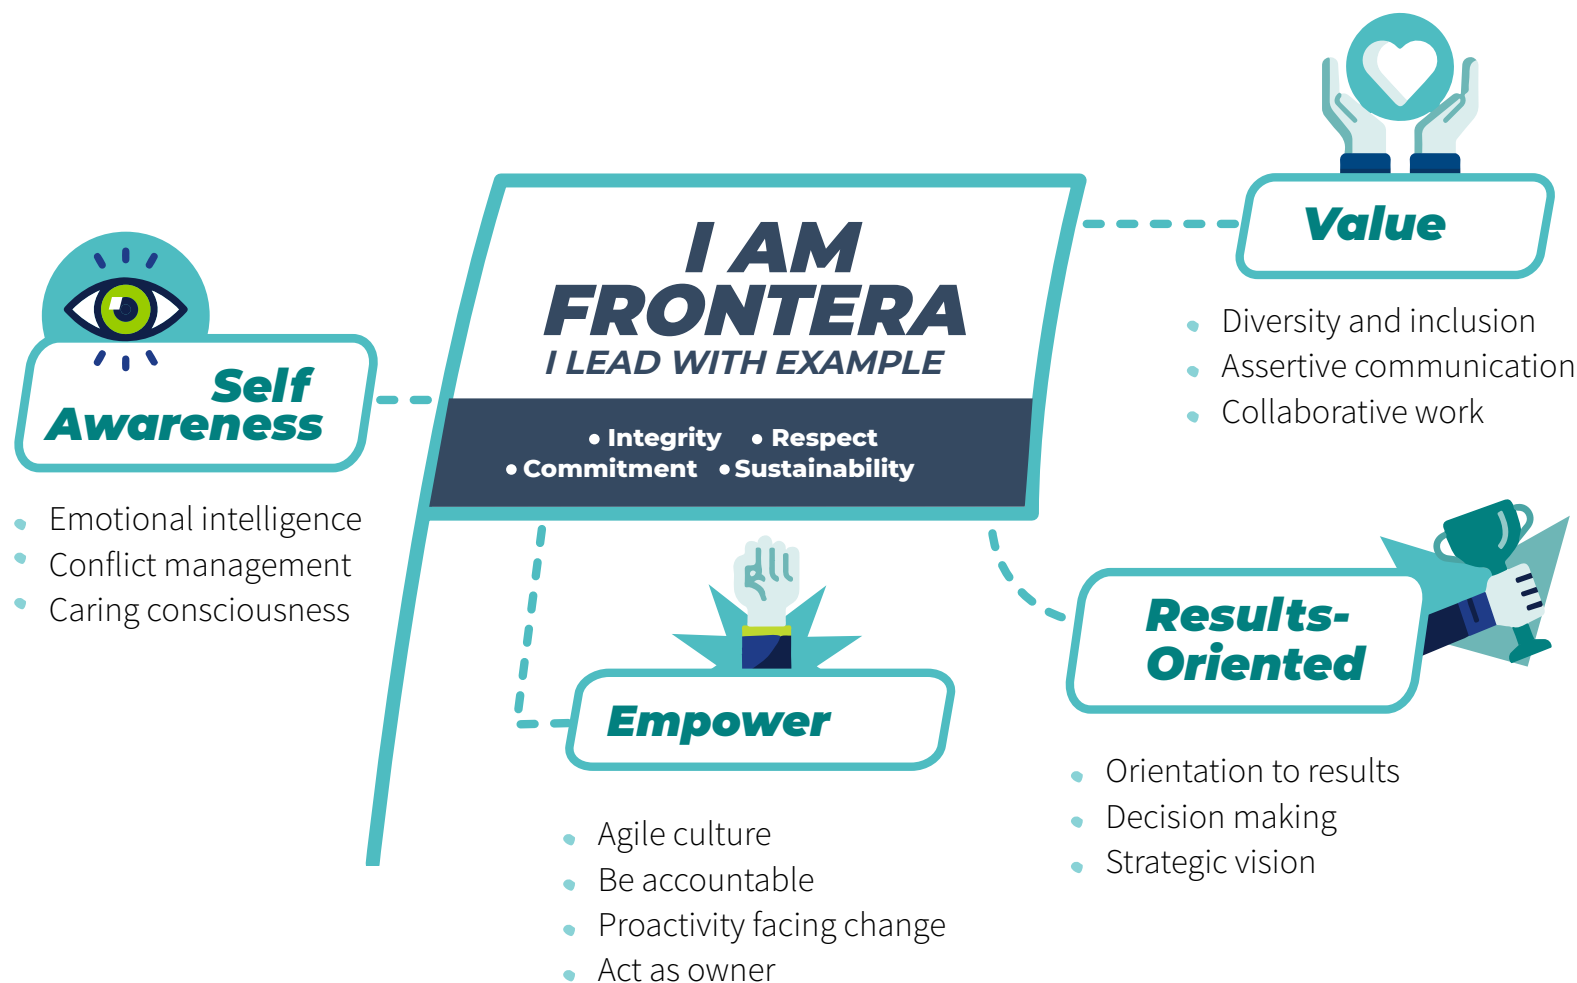 I AM
FRONTERA
I LEAD WITH EXAMPLE
• Integrity • Respect
• Commitment • Sustainability
Self
Awareness
• Emotional intelligence
• Conflict management
• Caring consciousness
Empower
• Agile culture
• Be accountable
• Proactivity facing change
• Act as owner
Value
• Diversity and inclusion
• Assertive communication
• Collaborative work
Results-
Oriented
• Orientation to results
• Decision making
• Strategic vision